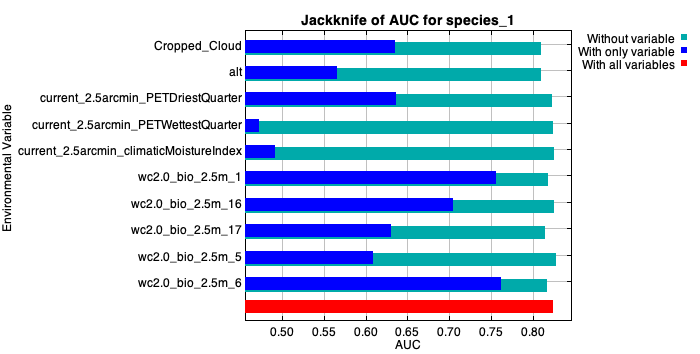 Jackknife of AUC for species_1
Without variable
With only variable
With all variables
Environmental Variable
Cropped_Cloud
alt
current_2.5arcmin_PETDriestQuarter
current_2.5arcmin_PETWettestQuarter
current_2.5arcmin_climaticMoistureIndex
wc2.0_bio_2.5m_1
wc2.0_bio_2.5m_16
wc2.0_bio_2.5m_17
wc2.0_bio_2.5m_5
wc2.0_bio_2.5m_6
0.50 0.55 0.60 0.65 0.70 0.75 0.80
AUC